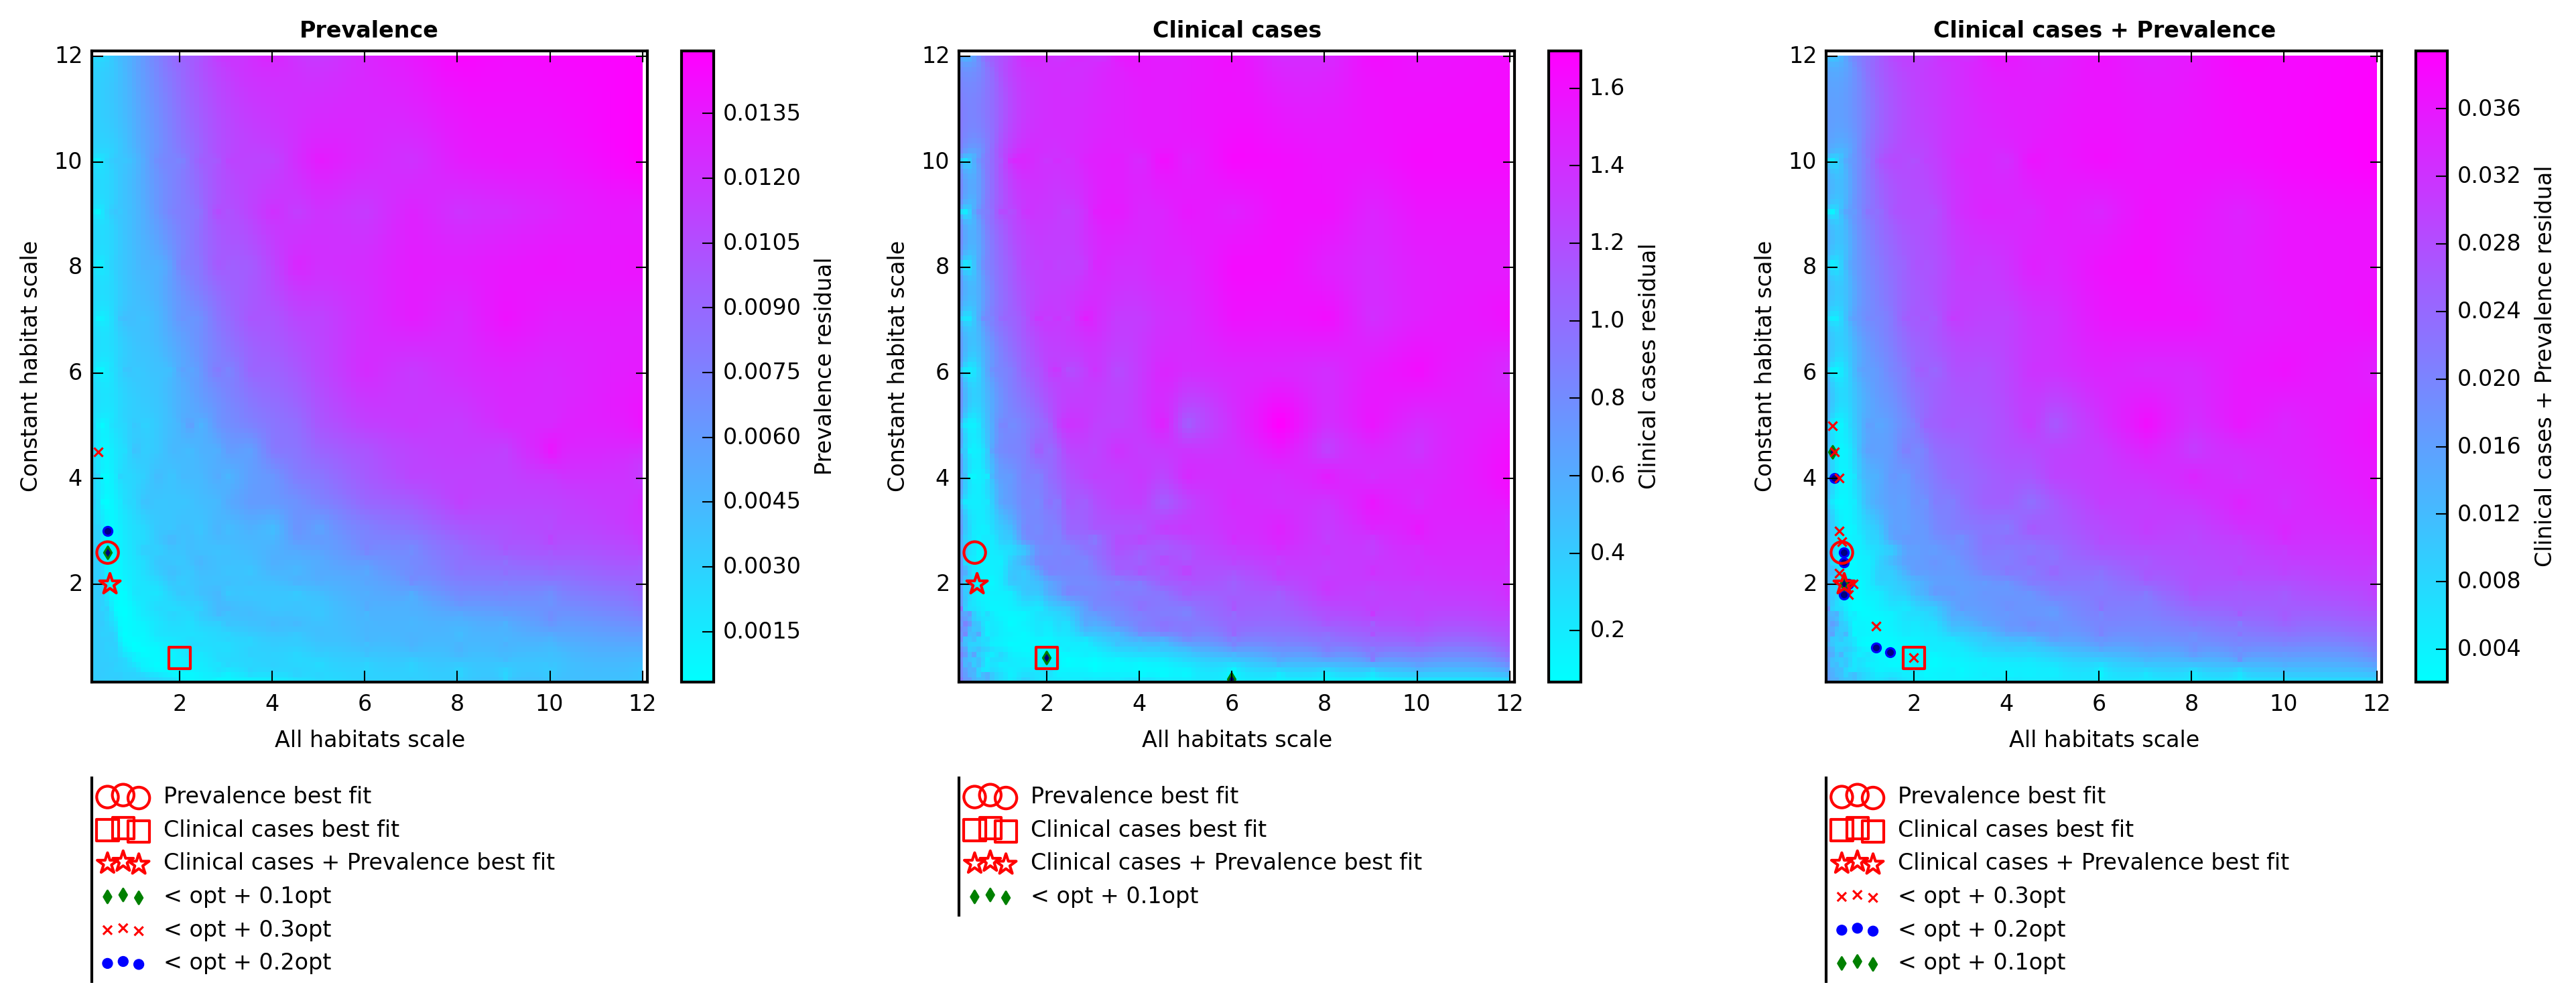 Prevalence
Constant habitat scale
12
10
8
6
4
2
2 4 6 8 10 12
All habitats scale
0.0135
0.0120
0.0105
0.0090
0.0075
0.0060
0.0045
0.0030
0.0015
Prevalence residual
Prevalence best fit
Clinical cases best fit
Clinical cases + Prevalence best fit
< opt + 0.1opt
< opt + 0.3opt
< opt + 0.2opt
Clinical cases
Constant habitat scale
12
10
8
6
4
2
2 4 6 8 10 12
All habitats scale
1.6
1.4
1.2
1.0
0.8
0.6
0.4
0.2
Clinical cases residual
Prevalence best fit
Clinical cases best fit
Clinical cases + Prevalence best fit
< opt + 0.1opt
Clinical cases + Prevalence
Constant habitat scale
12
10
8
6
4
2
2 4 6 8 10 12
All habitats scale
0.036
0.032
0.028
0.024
0.020
0.016
0.012
0.008
0.004
Clinical cases + Prevalence residual
Prevalence best fit
Clinical cases best fit
Clinical cases + Prevalence best fit
< opt + 0.3opt
< opt + 0.2opt
< opt + 0.1opt